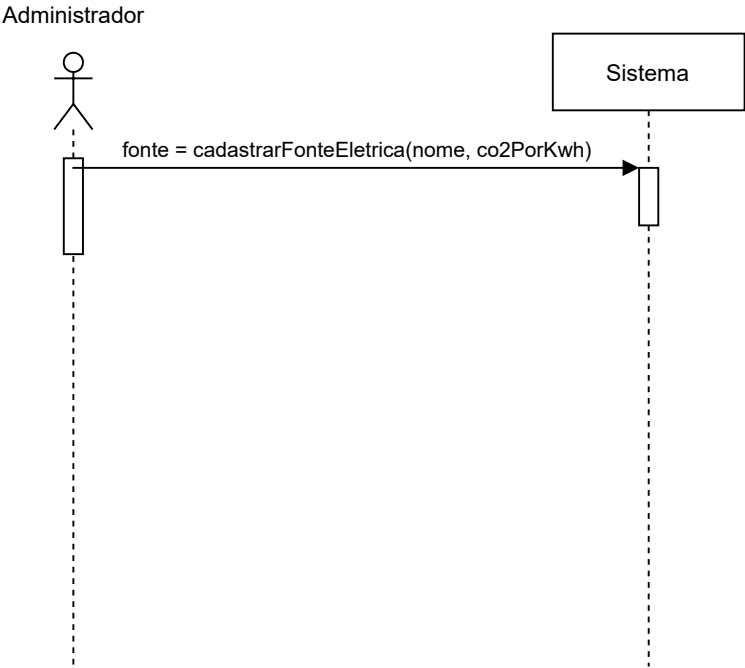 Administrador
Sistema
fonte = cadastrarFonteEletrica(nome, co2PorKwh)